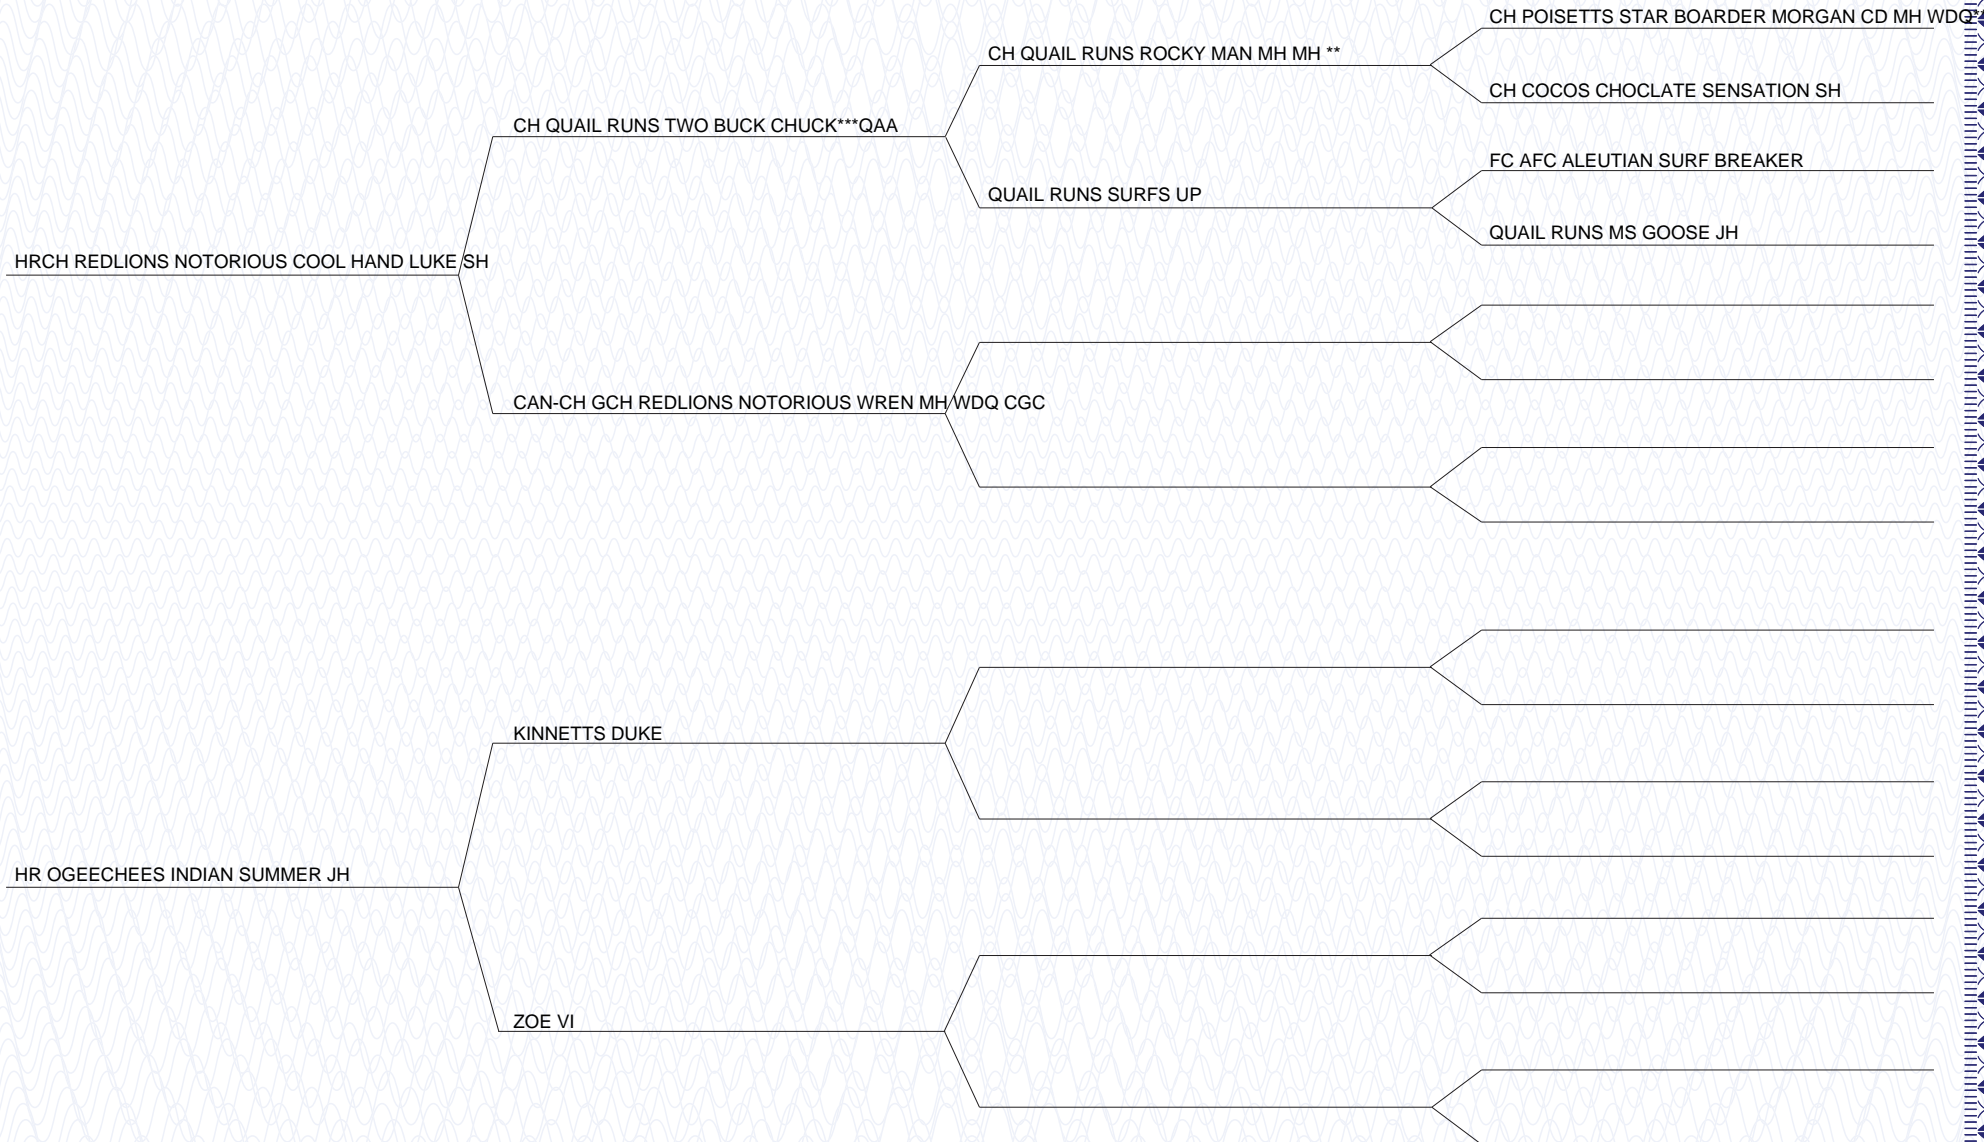 CH POISETTS STAR BOARDER MORGAN CD MH WDQ
CH QUAIL RUNS ROCKY MAN MH MH **
CH COCOS CHOCLATE SENSATION SH
CH QUAIL RUNS TWO BUCK CHUCK***QAA
FC AFC ALEUTIAN SURF BREAKER
QUAIL RUNS SURFS UP
QUAIL RUNS MS GOOSE JH
HRCH REDLIONS NOTORIOUS COOL HAND LUKE SH
CAN-CH GCH REDLIONS NOTORIOUS WREN MH WDQ CGC
KINNETTS DUKE
HR OGEECHEES INDIAN SUMMER JH
ZOE VI